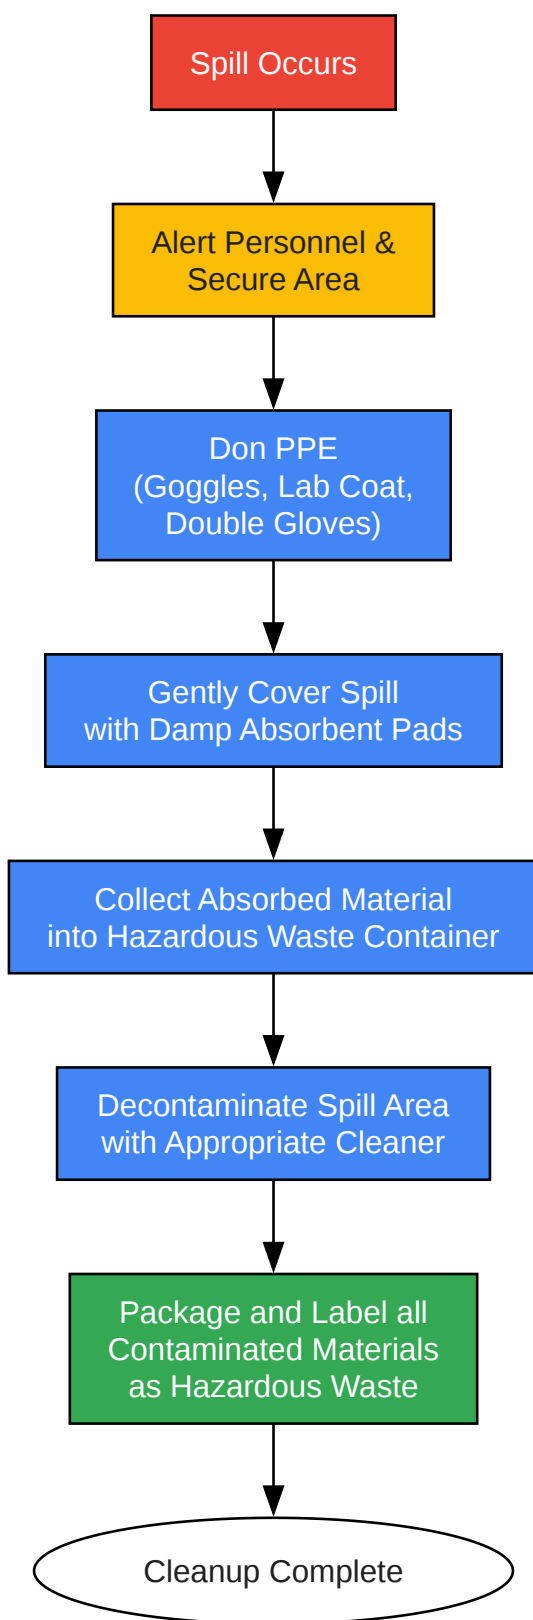 Spill Occurs
Alert Personnel &
Secure Area
Don PPE
(Goggles, Lab Coat,
Double Gloves)
Gently Cover Spill
with Damp Absorbent Pads
Collect Absorbed Material
into Hazardous Waste Container
Decontaminate Spill Area
with Appropriate Cleaner
Package and Label all
Contaminated Materials
as Hazardous Waste
Cleanup Complete